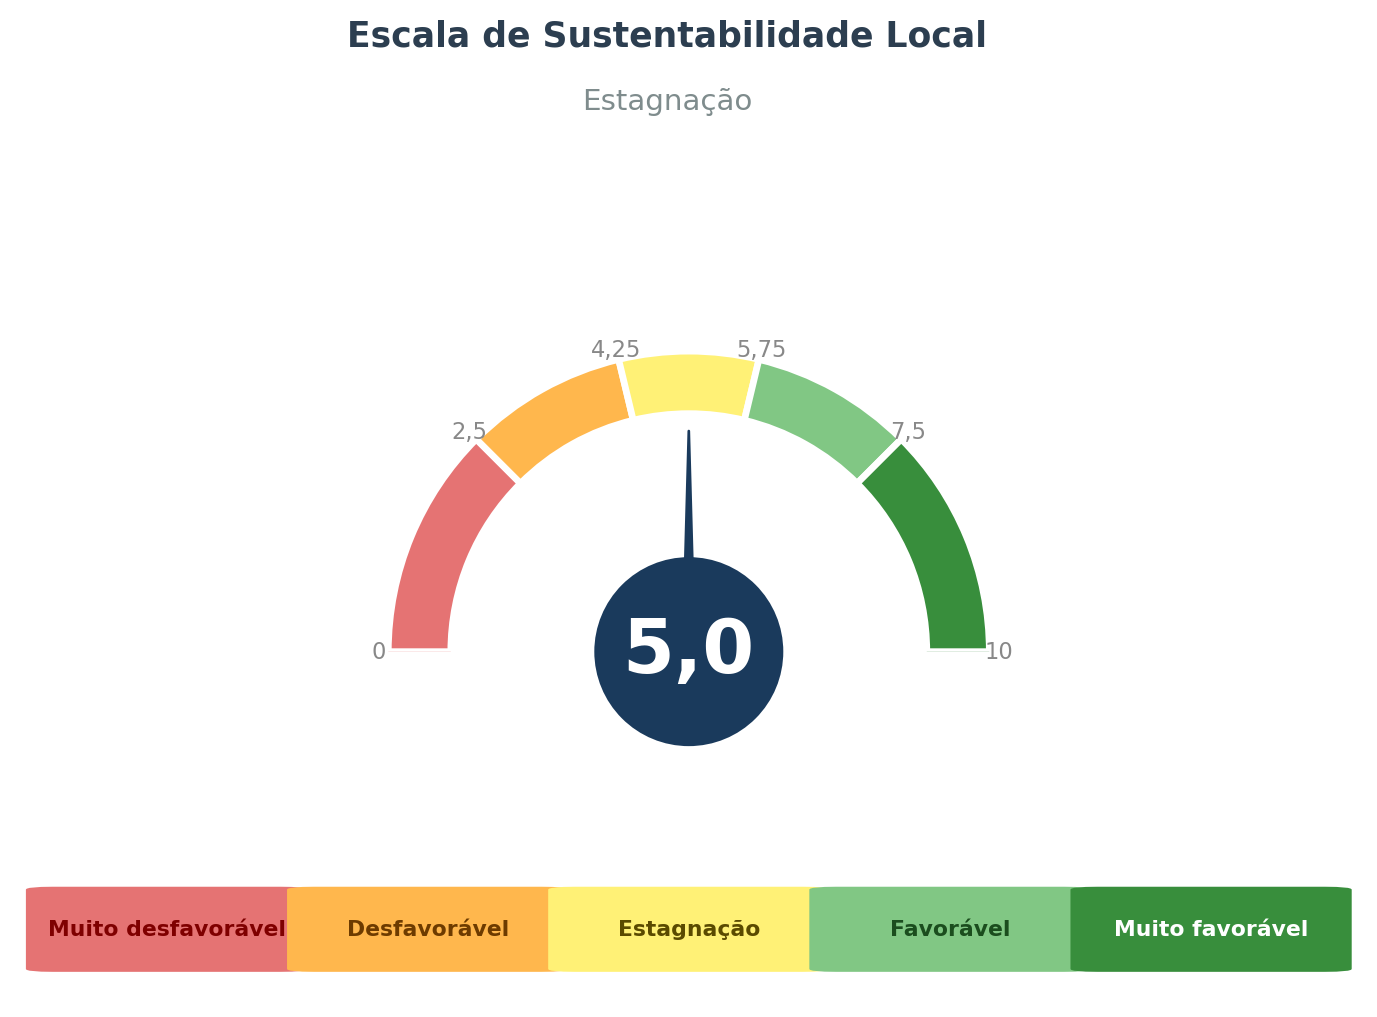 Escala de Sustentabilidade Local
Estagnação
4,25 5,75
2,5 7,5
0 5,0 10
Muito desfavorável Desfavorável Estagnação Favorável Muito favorável